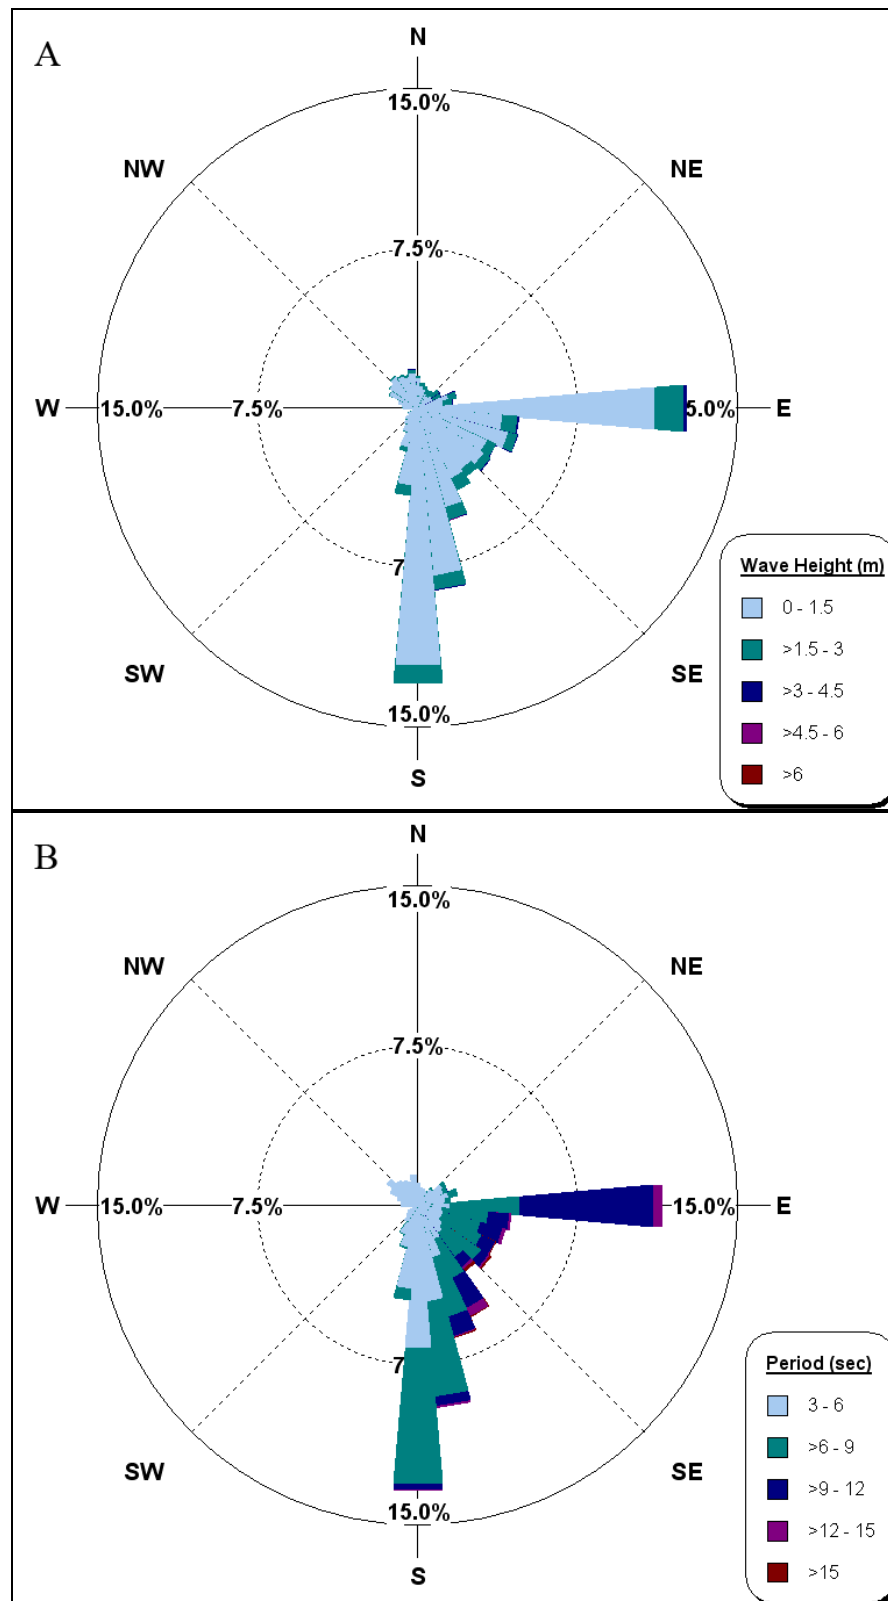 A
N
15.0%
NW
NE
7.5%
W
15.0%
7.5%
5.0%
E
7
SW
SE
15.0%
S
Wave Height (m)
0 - 1.5
>1.5 - 3
>3 - 4.5
>4.5 - 6
>6
B
N
15.0%
NW
NE
7.5%
W
15.0%
7.5%
15.0%
E
7
SW
SE
15.0%
S
Period (sec)
3 - 6
>6 - 9
>9 - 12
>12 - 15
>15